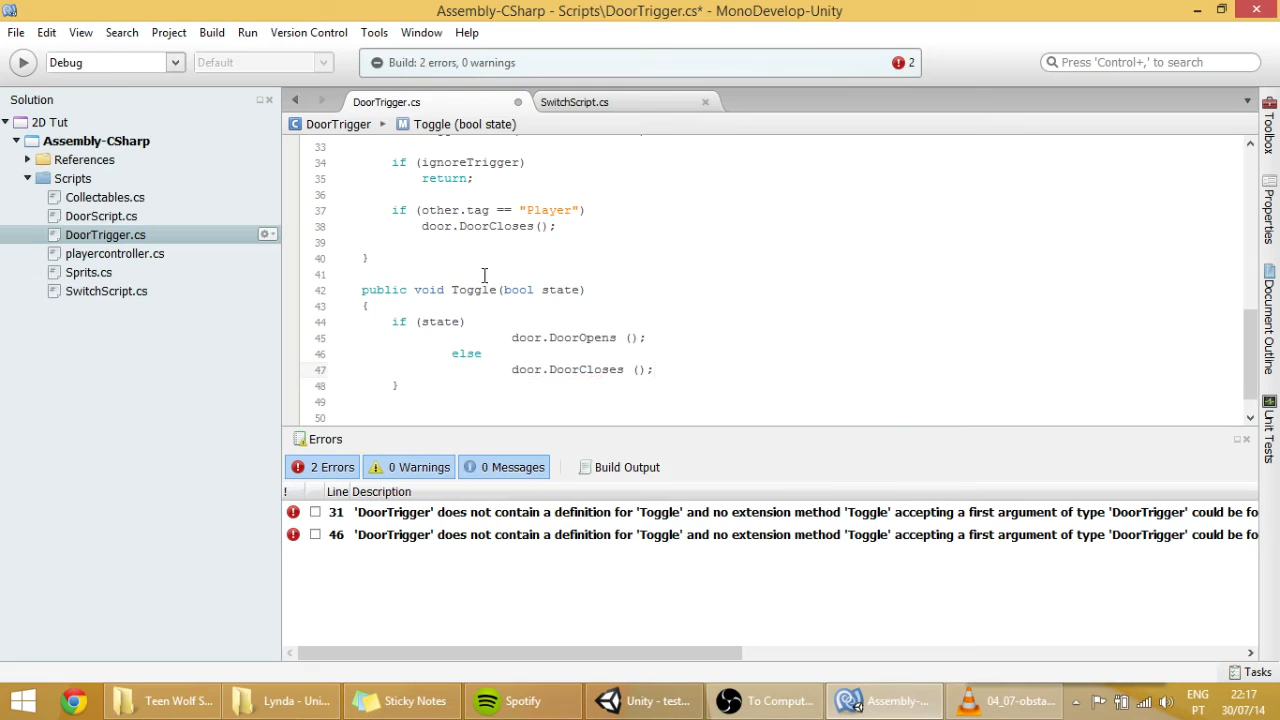 Assembly-CSharp - Scripts\DoorTrigger.cs* - MonoDevelop-Unity
File Edit View Search Project Build Run Version Control Tools Window Help
Debug Default Build: 2 errors, 0 warnings 2 Press 'Control+,' to search
Solution
2D Tut
Assembly-CSharp
References
Scripts
Collectables.cs
DoorScript.cs
DoorTrigger.cs
playercontroller.cs
Sprits.cs
SwitchScript.cs
DoorTrigger.cs SwitchScript.cs
DoorTrigger Toggle (bool state)
33
34 if (ignoreTrigger)
35 return;
36
37 if (other.tag == "Player")
38 door.DoorCloses();
39
40 }
41
42 public void Toggle(bool state)
43 {
44 if (state)
45 door.DoorOpens ();
46 else
47 door.DoorCloses ();
48 }
49
50
Errors
2 Errors 0 Warnings 0 Messages Build Output
! Line Description
31 'DoorTrigger' does not contain a definition for 'Toggle' and no extension method 'Toggle' accepting a first argument of type 'DoorTrigger' could be fo
46 'DoorTrigger' does not contain a definition for 'Toggle' and no extension method 'Toggle' accepting a first argument of type 'DoorTrigger' could be fo
Toolbox
Properties
Document Outline
Unit Tests
Tasks
Teen Wolf S... Lynda - Uni... Sticky Notes Spotify Unity - test... To Comput... Assembly-... 04_07-obsta... ENG PT 22:17 30/07/14